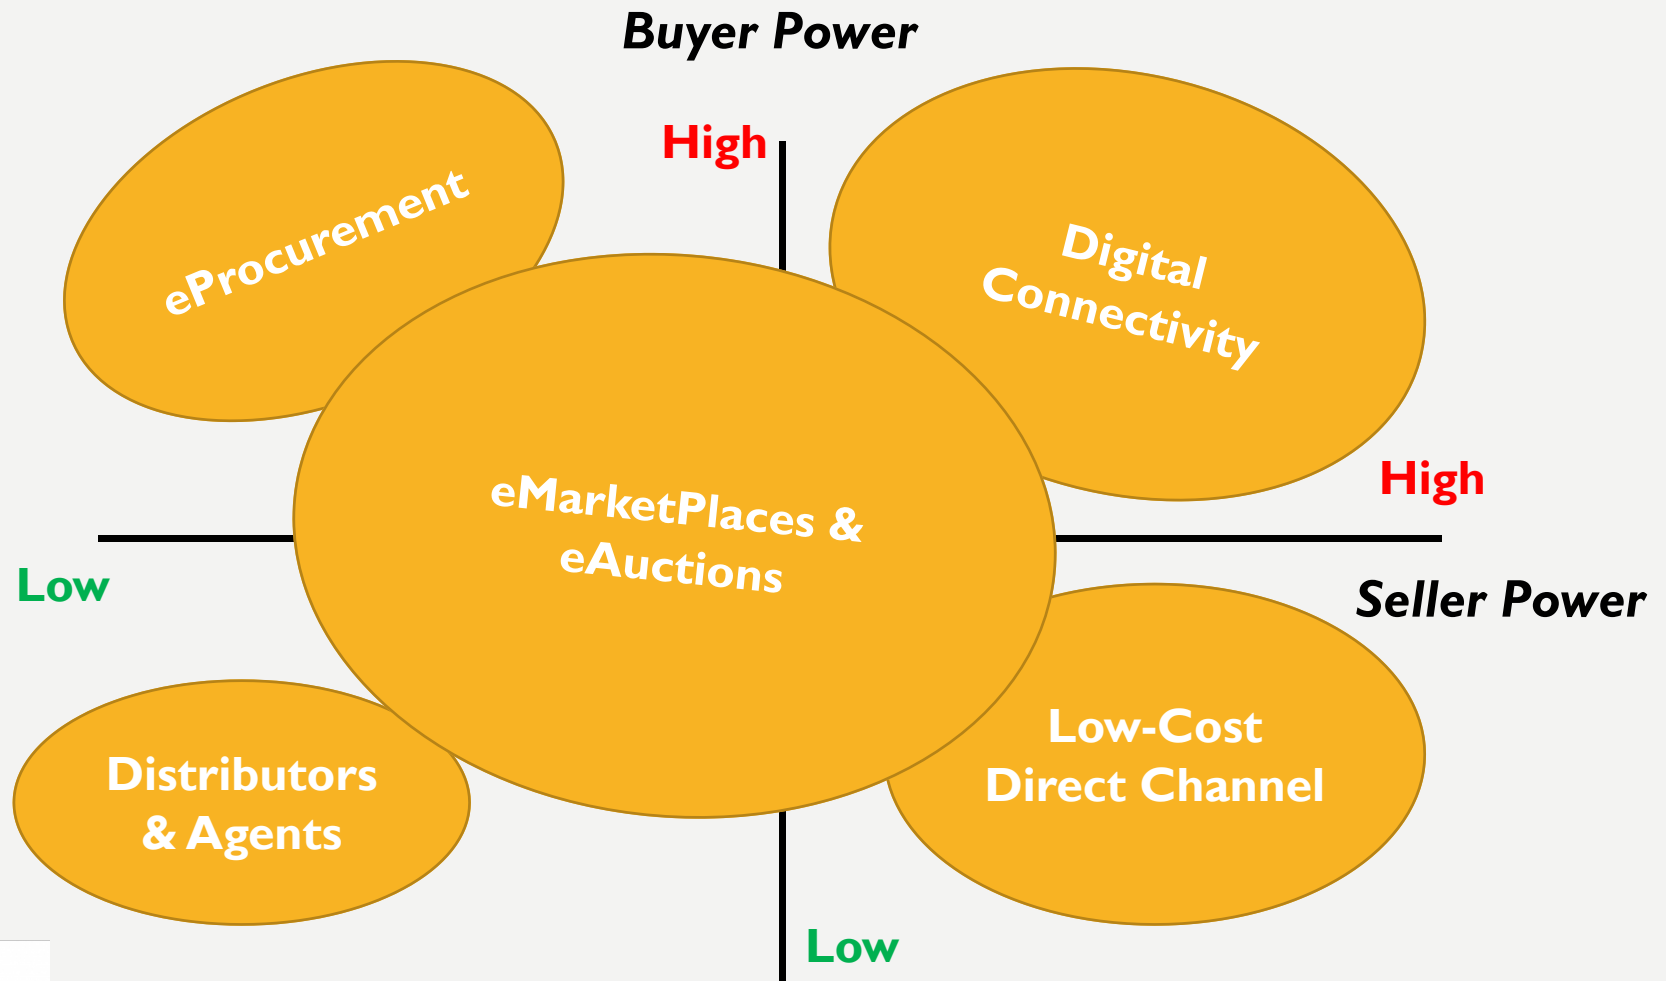 Buyer Power
High
eProcurement
Digital
Connectivity
High
eMarketPlaces &
eAuctions
Low
Seller Power
Low-Cost
Direct Channel
Distributors
& Agents
Low